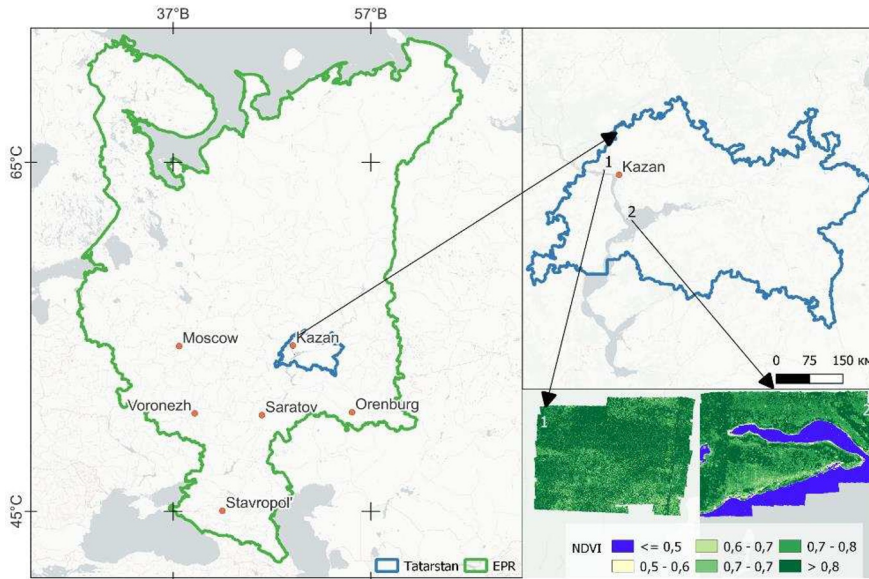 37°B
57°B
65°C
45°C
Moscow
Kazan
Voronezh
Saratov
Orenburg
Stavropol'
Tatarstan
EPR
1
Kazan
2
0 75 150 км
1
2
NDVI
<= 0,5
0,6 - 0,7
0,7 - 0,8
0,5 - 0,6
0,7 - 0,7
> 0,8